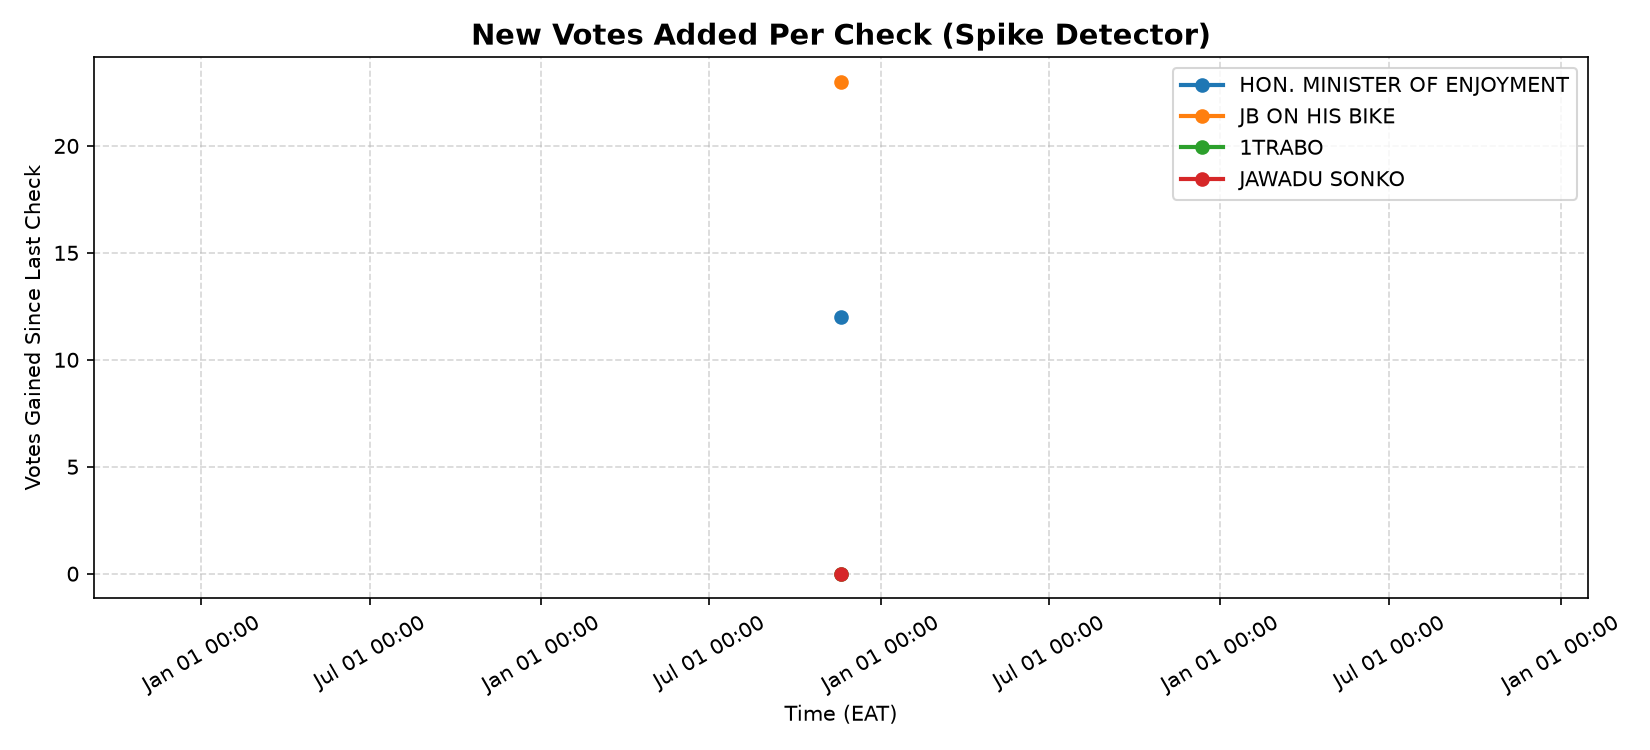 New Votes Added Per Check (Spike Detector)
HON. MINISTER OF ENJOYMENT
JB ON HIS BIKE
1TRABO
JAWADU SONKO
Votes Gained Since Last Check
20
15
10
5
0
Jan 01 00:00
Jul 01 00:00
Jan 01 00:00
Jul 01 00:00
Jan 01 00:00
Jul 01 00:00
Jan 01 00:00
Jul 01 00:00
Jan 01 00:00
Time (EAT)